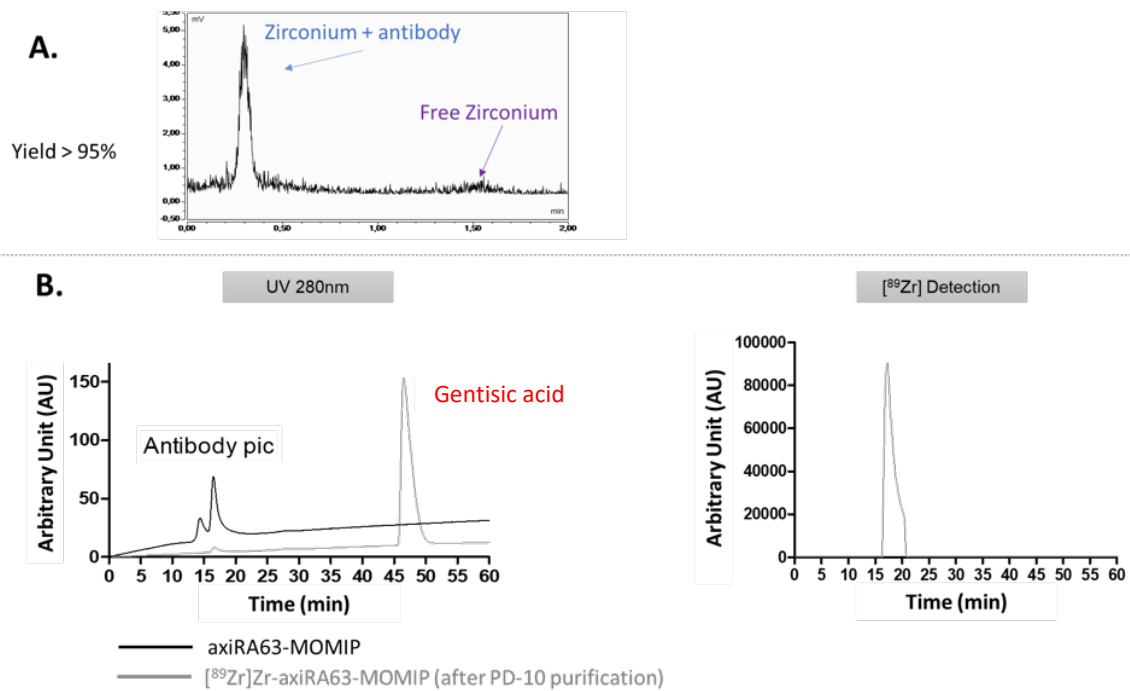 A.
Yield > 95%
mV
5,50
5,00
4,00
3,00
2,00
1,00
0,00
-0,50
Zirconium + antibody
Free Zirconium
min
0,00 0,50 1,00 1,50 2,00
B.
UV 280nm
[⁸⁹Zr] Detection
Arbitrary Unit (AU)
150
100
50
0
Antibody pic
Gentisic acid
0 5 10 15 20 25 30 35 40 45 50 55 60
Time (min)
Arbitrary Unit (AU)
100000
80000
60000
40000
20000
0
0 5 10 15 20 25 30 35 40 45 50 55 60
Time (min)
axiRA63-MOMIP
[⁸⁹Zr]Zr-axiRA63-MOMIP (after PD-10 purification)